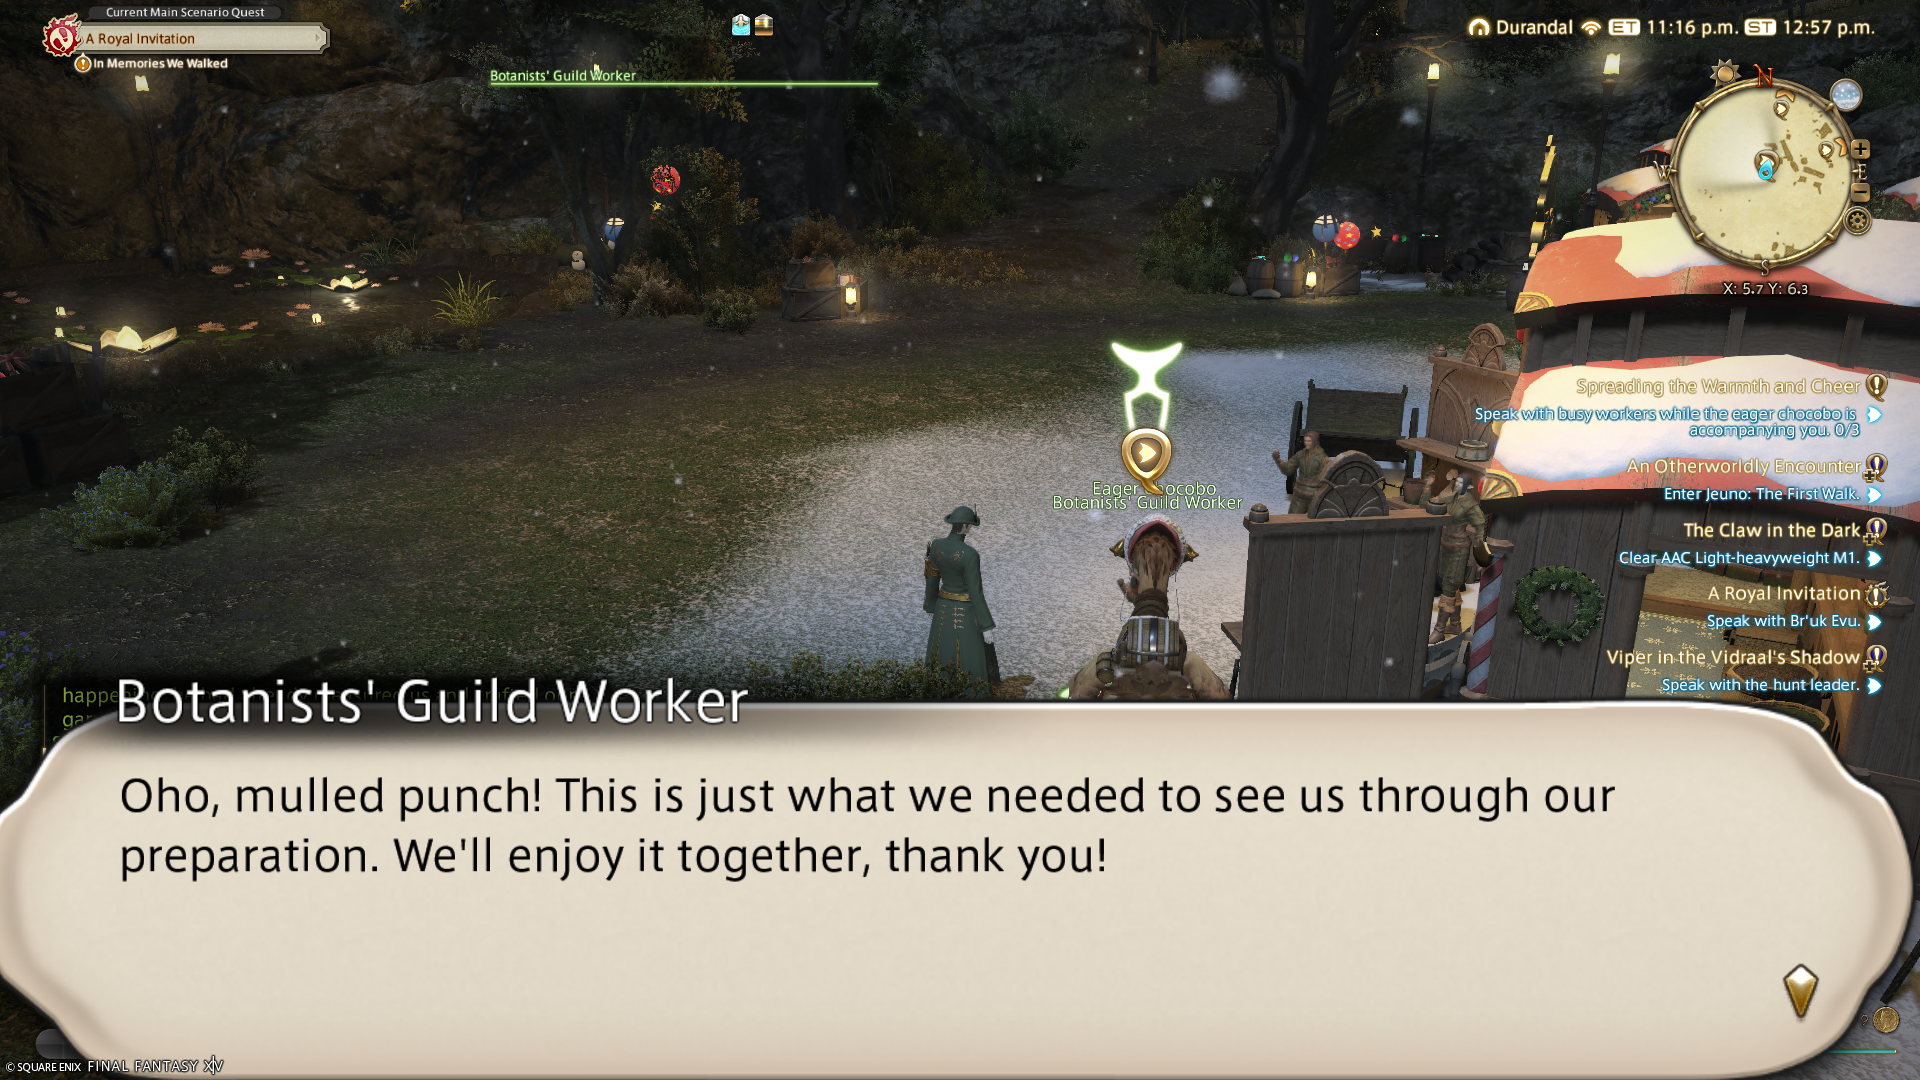 Current Main Scenario Quest
A Royal Invitation
In Memories We Walked
Botanists' Guild Worker
Durandal ET 11:16 p.m. ST 12:57 p.m.
N
W
E
S
X: 5.7 Y: 6.3
Spreading the Warmth and Cheer
Speak with busy workers while the eager chocobo is
accompanying you. 0/3
An Otherworldly Encounter
Enter Jeuno: The First Walk.
The Claw in the Dark
Clear AAC Light-heavyweight M1.
A Royal Invitation
Speak with Br'uk Evu.
Viper in the Vidraal's Shadow
Speak with the hunt leader.
Eager Chocobo
Botanists' Guild Worker
Botanists' Guild Worker
Oho, mulled punch! This is just what we needed to see us through our
preparation. We'll enjoy it together, thank you!
© SQUARE ENIX FINAL FANTASY XIV